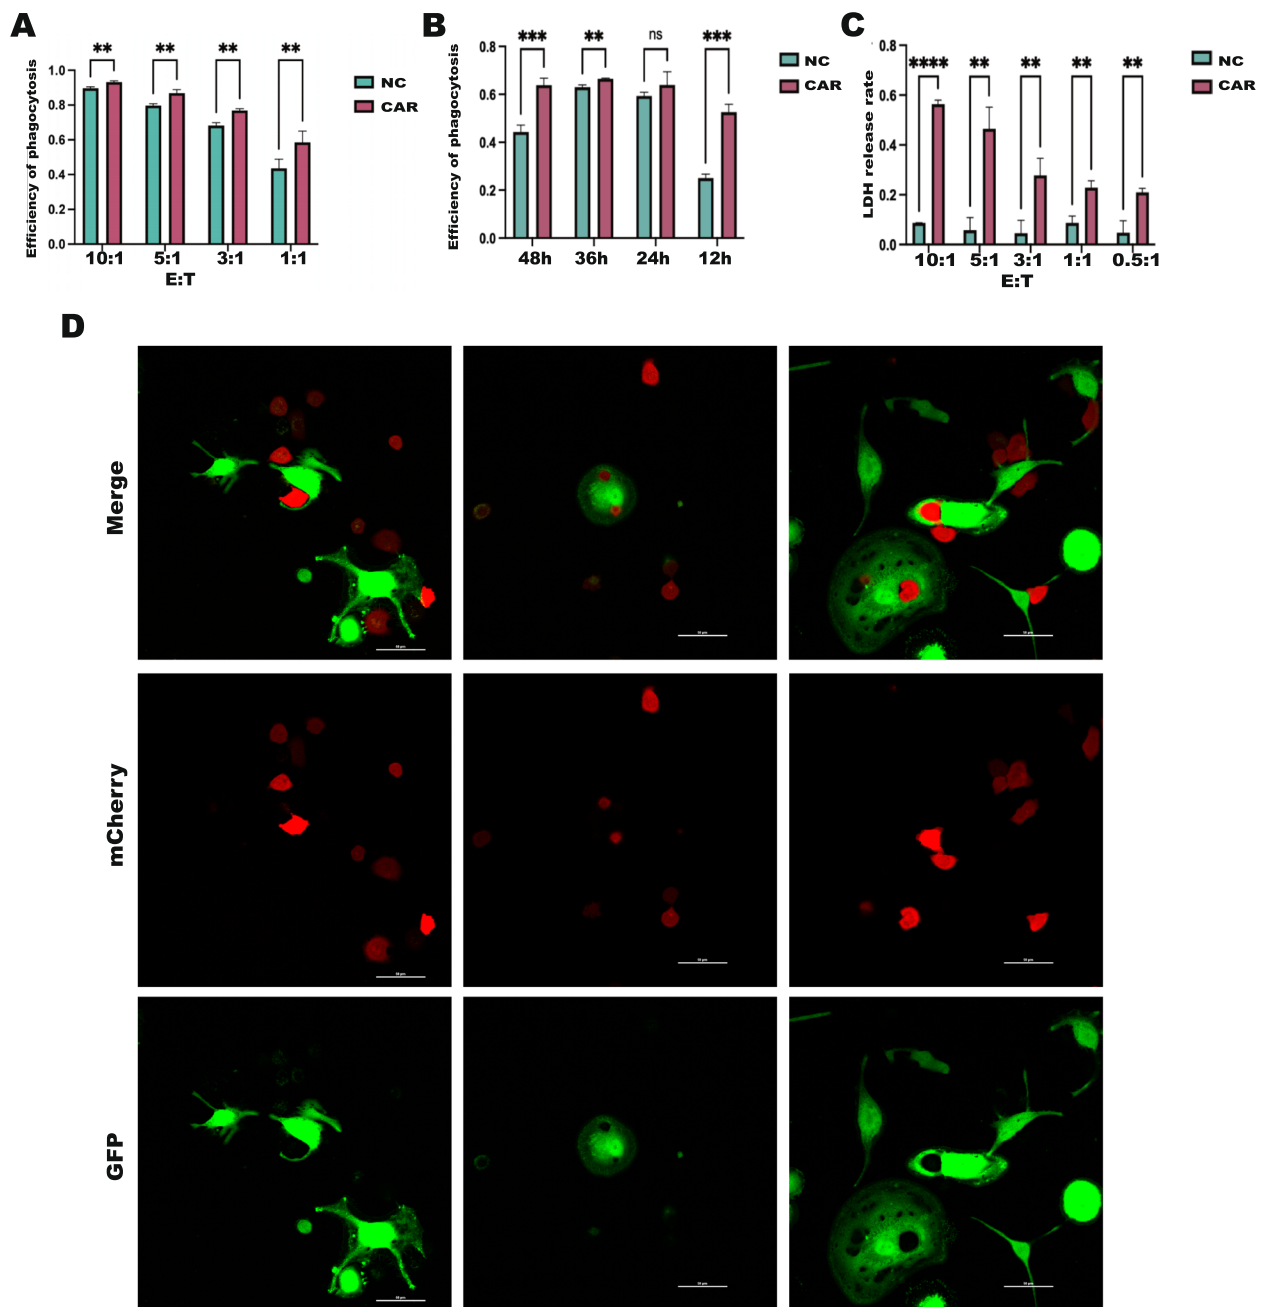 A
Efficiency of phagocytosis
1.0
0.8
0.6
0.4
0.2
0.0
** ** ** **
10:1 5:1 3:1 1:1
E:T
NC
CAR
B
Efficiency of phagocytosis
0.8
0.6
0.4
0.2
0.0
*** ** ns ***
48h 36h 24h 12h
NC
CAR
C
LDH release rate
0.8
0.6
0.4
0.2
0.0
**** ** ** ** **
10:1 5:1 3:1 1:1 0.5:1
E:T
NC
CAR
D
Merge
mCherry
GFP